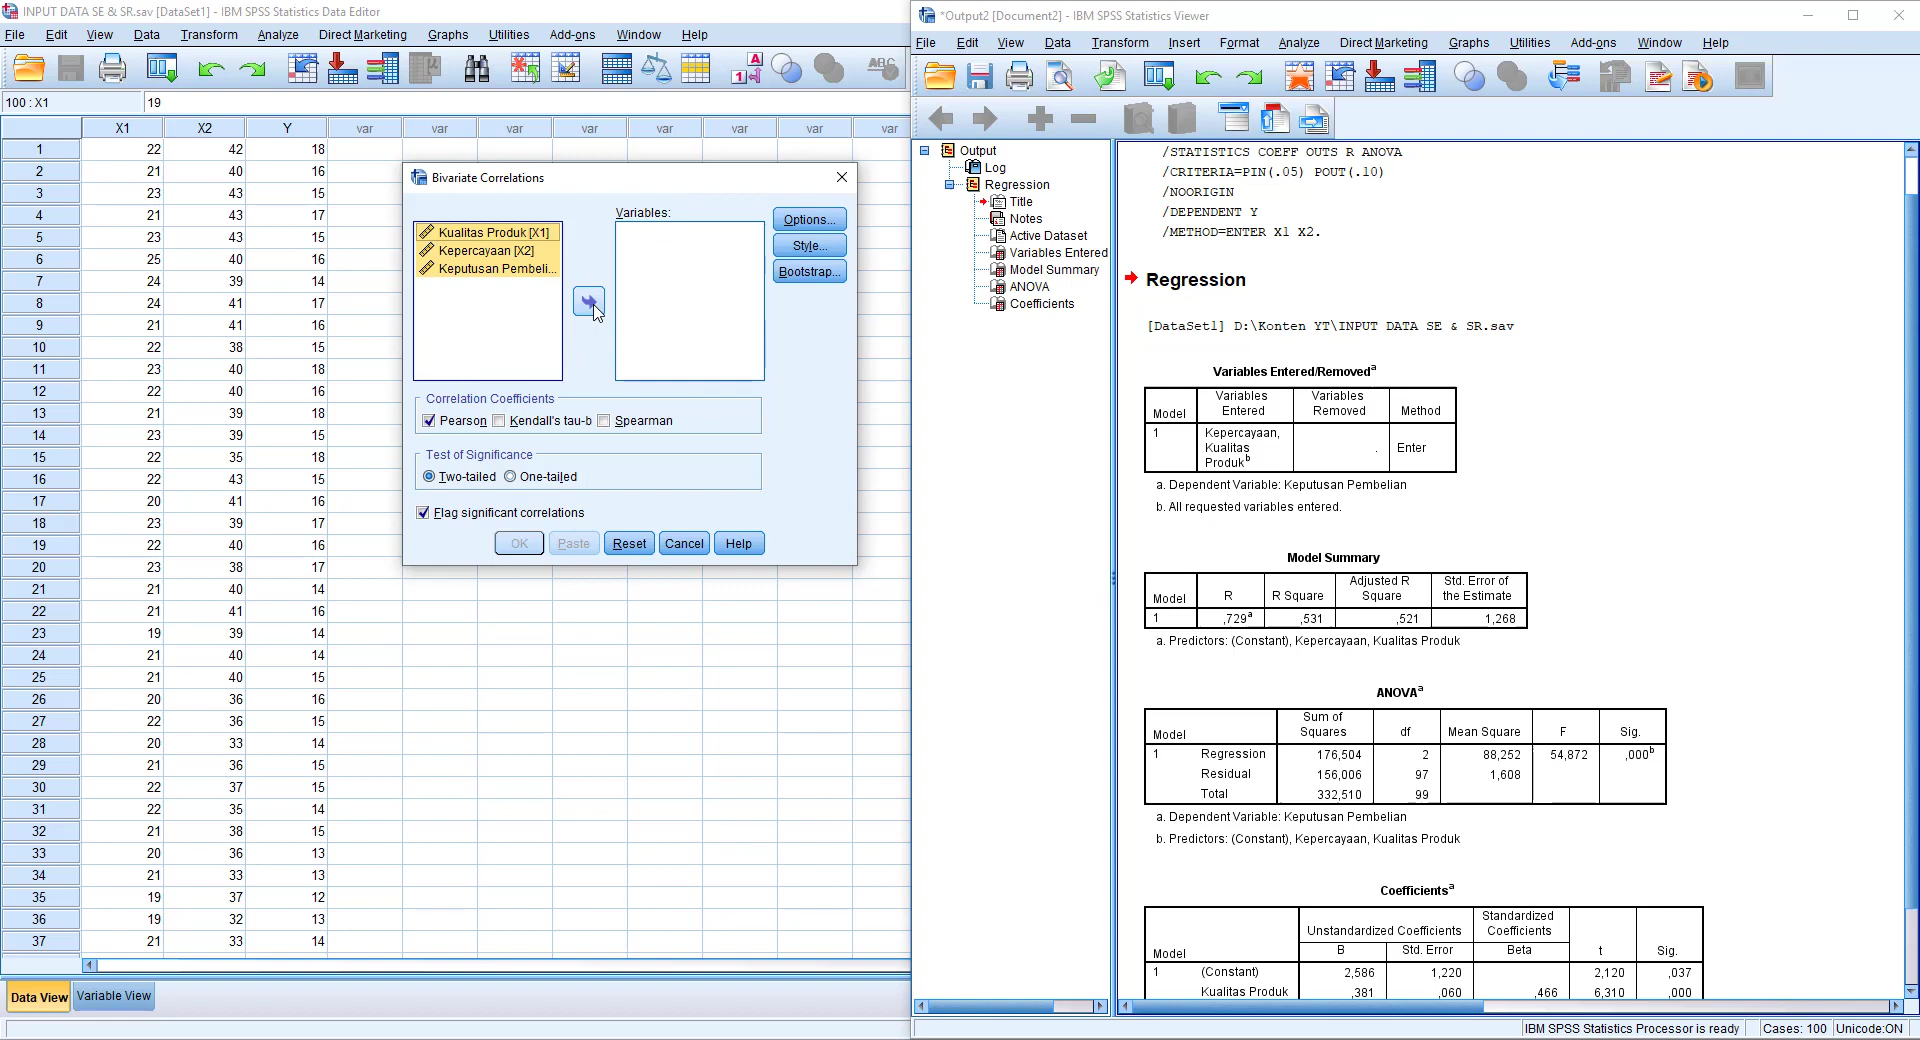 INPUT DATA SE & SR.sav [DataSet1] - IBM SPSS Statistics Data Editor
File Edit View Data Transform Analyze Direct Marketing Graphs Utilities Add-ons Window Help
100 : X1 19
X1 X2 Y var var var var var var var var
1 22 42 18
2 21 40 16
3 23 43 15
4 21 43 17
5 23 43 15
6 25 40 16
7 24 39 14
8 24 41 17
9 21 41 16
10 22 38 15
11 23 40 18
12 22 40 16
13 21 39 18
14 23 39 15
15 22 35 18
16 22 43 15
17 20 41 16
18 23 39 17
19 22 40 16
20 23 38 17
21 21 40 14
22 21 41 16
23 19 39 14
24 21 40 14
25 21 40 15
26 20 36 16
27 22 36 15
28 20 33 14
29 21 36 15
30 22 37 15
31 22 35 14
32 21 38 15
33 20 36 13
34 21 33 13
35 19 37 12
36 19 32 13
37 21 33 14
Data View Variable View
Bivariate Correlations
Variables:
Kualitas Produk [X1]
Kepercayaan [X2]
Keputusan Pembeli...
Options...
Style...
Bootstrap...
Correlation Coefficients
Pearson Kendall's tau-b Spearman
Test of Significance
Two-tailed One-tailed
Flag significant correlations
OK Paste Reset Cancel Help
*Output2 [Document2] - IBM SPSS Statistics Viewer
File Edit View Data Transform Insert Format Analyze Direct Marketing Graphs Utilities Add-ons Window Help
Output
Log
Regression
Title
Notes
Active Dataset
Variables Entered
Model Summary
ANOVA
Coefficients
/STATISTICS COEFF OUTS R ANOVA
/CRITERIA=PIN(.05) POUT(.10)
/NOORIGIN
/DEPENDENT Y
/METHOD=ENTER X1 X2.
Regression
[DataSet1] D:\Konten YT\INPUT DATA SE & SR.sav
Variables Entered/Removedᵃ
Model Variables Entered Variables Removed Method
1 Kepercayaan, Kualitas Produkᵇ . Enter
a. Dependent Variable: Keputusan Pembelian
b. All requested variables entered.
Model Summary
Model R R Square Adjusted R Square Std. Error of the Estimate
1 ,729ᵃ ,531 ,521 1,268
a. Predictors: (Constant), Kepercayaan, Kualitas Produk
ANOVAᵃ
Model Sum of Squares df Mean Square F Sig.
1 Regression 176,504 2 88,252 54,872 ,000ᵇ
Residual 156,006 97 1,608
Total 332,510 99
a. Dependent Variable: Keputusan Pembelian
b. Predictors: (Constant), Kepercayaan, Kualitas Produk
Coefficientsᵃ
Unstandardized Coefficients Standardized Coefficients
Model B Std. Error Beta t Sig.
1 (Constant) 2,586 1,220 2,120 ,037
Kualitas Produk ,381 ,060 ,466 6,310 ,000
IBM SPSS Statistics Processor is ready Cases: 100 Unicode:ON